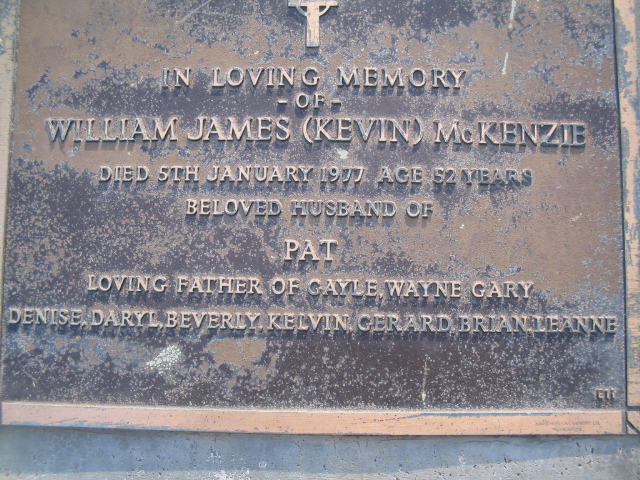 IN LOVING MEMORY
- OF -
WILLIAM JAMES (KEVIN) McKENZIE
DIED 5TH JANUARY 1977 AGE 52 YEARS
BELOVED HUSBAND OF
PAT
LOVING FATHER OF GAYLE, WAYNE GARY
DENISE, DARYL, BEVERLY, KELVIN, GERARD, BRIAN, LEANNE